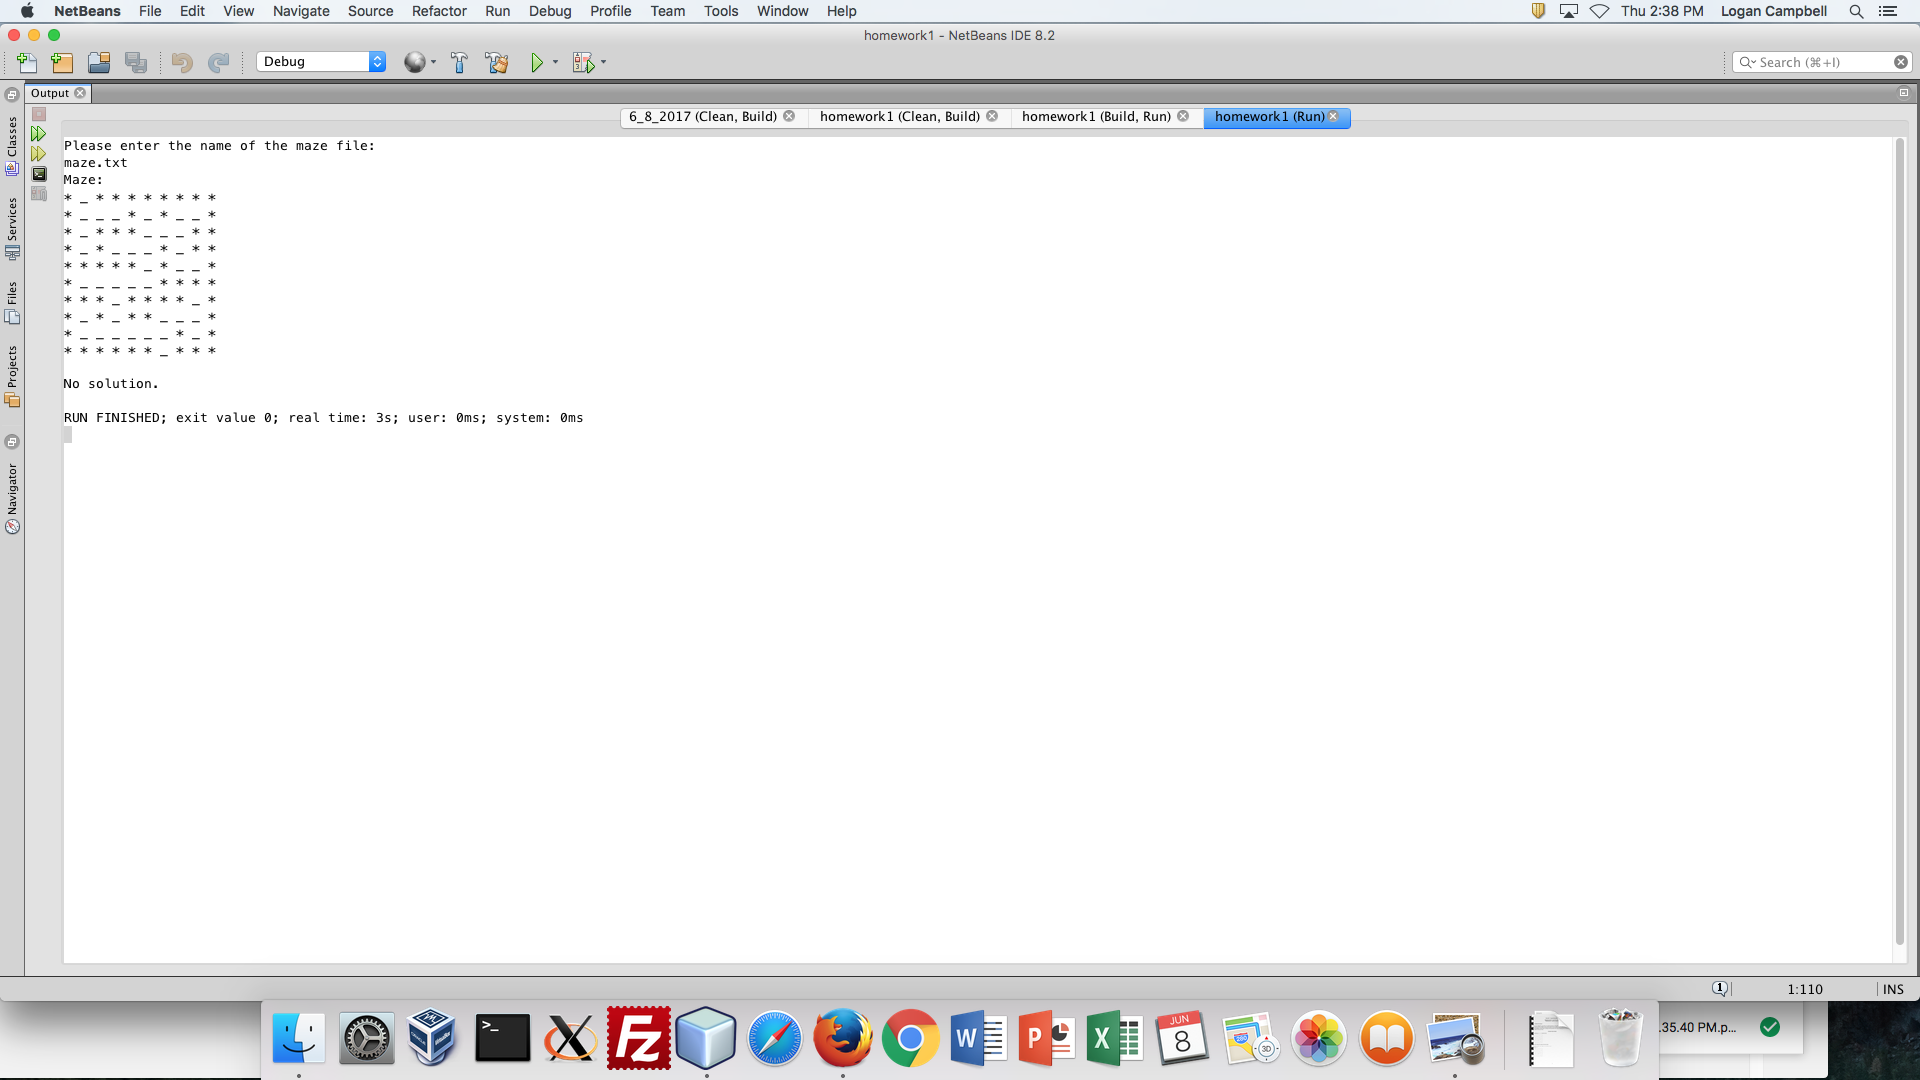 NetBeans File Edit View Navigate Source Refactor Run Debug Profile Team Tools Window Help Thu 2:38 PM Logan Campbell
homework1 - NetBeans IDE 8.2
Debug Search (⌘+I)
Output
6_8_2017 (Clean, Build) homework1 (Clean, Build) homework1 (Build, Run) homework1 (Run)
Classes
Services
Files
Projects
Navigator
Please enter the name of the maze file:
maze.txt
Maze:
* _ * * * * * * * *
* _ _ _ * _ * _ _ *
* _ * * * _ _ _ * *
* _ * _ _ _ * _ * *
* * * * * _ * _ _ *
* _ _ _ _ _ * * * *
* * * _ * * * * _ *
* _ * _ * * _ _ _ *
* _ _ _ _ _ _ * _ *
* * * * * * _ * * *
No solution.
RUN FINISHED; exit value 0; real time: 3s; user: 0ms; system: 0ms
1:110 INS
>_ Fz W P X JUN 8 280 3D
.35.40 PM.p...